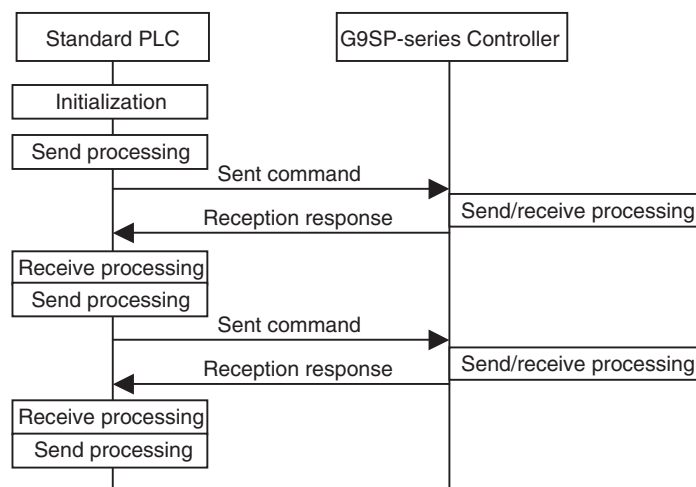 Standard PLC
G9SP-series Controller
Initialization
Send processing
Sent command
Send/receive processing
Reception response
Receive processing
Send processing
Sent command
Send/receive processing
Reception response
Receive processing
Send processing